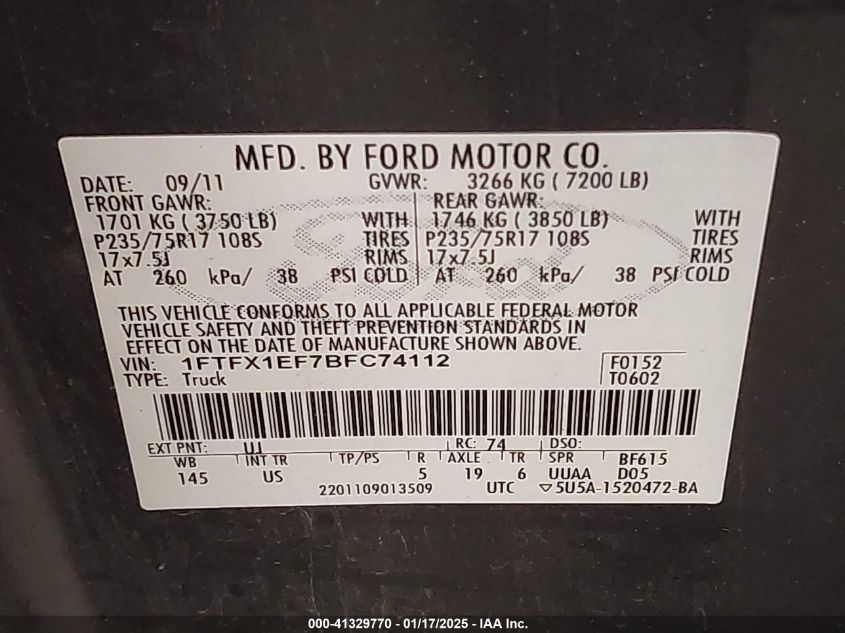 MFD. BY FORD MOTOR CO.
DATE: 09/11 GVWR: 3266 KG ( 7200 LB)
FRONT GAWR: REAR GAWR:
1701 KG ( 3750 LB) WITH 1746 KG ( 3850 LB) WITH
P235/75R17 108S TIRES P235/75R17 108S TIRES
17x7.5J RIMS 17x7.5J RIMS
AT 260 kPa/ 38 PSI COLD AT 260 kPa/ 38 PSI COLD
THIS VEHICLE CONFORMS TO ALL APPLICABLE FEDERAL MOTOR
VEHICLE SAFETY AND THEFT PREVENTION STANDARDS IN
EFFECT ON THE DATE OF MANUFACTURE SHOWN ABOVE.
VIN: 1FTFX1EF7BFC74112 F0152
TYPE: Truck T0602
EXT PNT: UJ RC: 74 DSO:
WB INT TR TP/PS R AXLE TR SPR BF615
145 US 5 19 6 UUAA D05
2201109013509 UTC ▽5U5A-1520472-BA
000-41329770 - 01/17/2025 - IAA Inc.